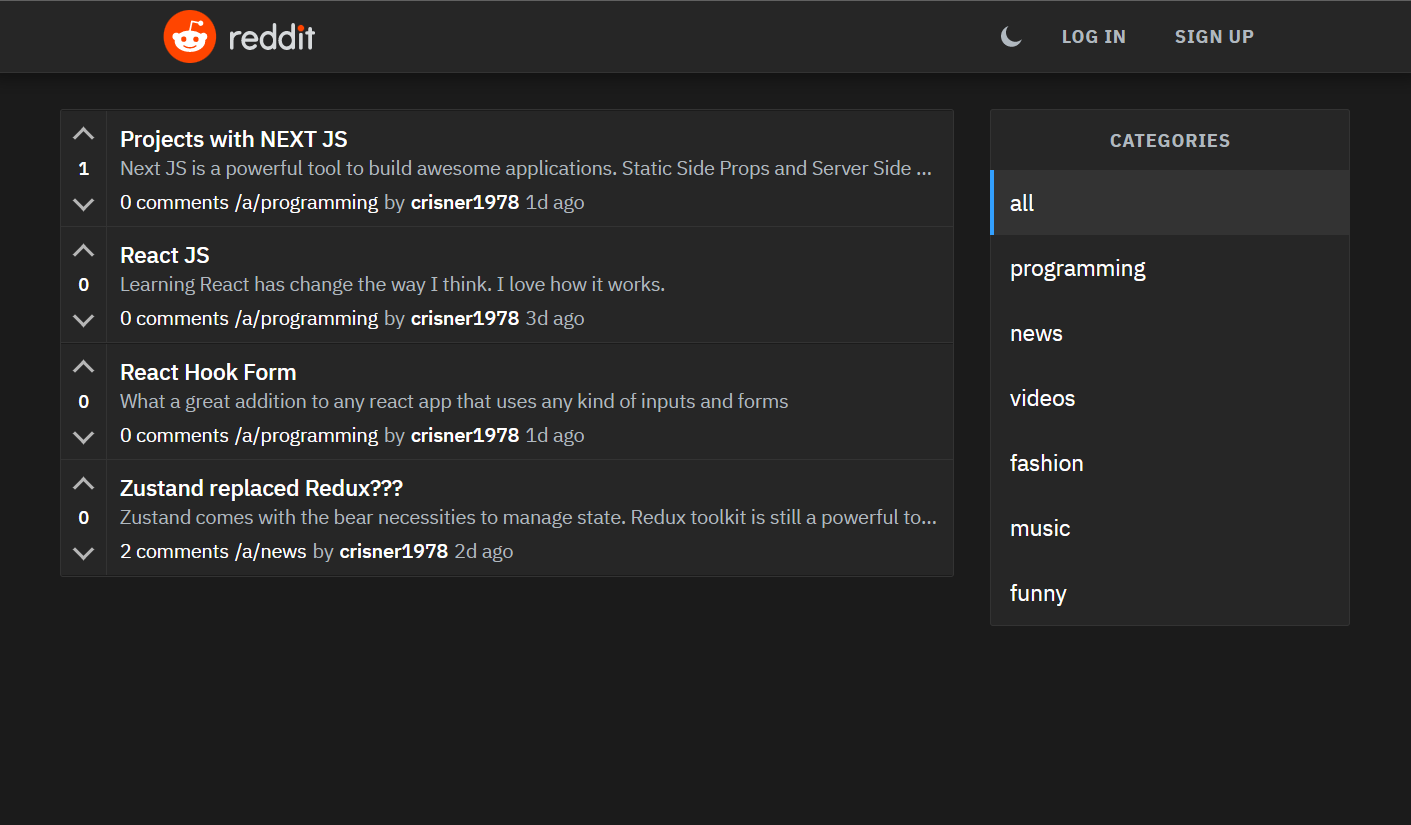 reddit
LOG IN
SIGN UP
Projects with NEXT JS
1
Next JS is a powerful tool to build awesome applications. Static Side Props and Server Side ...
0 comments /a/programming by crisner1978 1d ago
React JS
0
Learning React has change the way I think. I love how it works.
0 comments /a/programming by crisner1978 3d ago
React Hook Form
0
What a great addition to any react app that uses any kind of inputs and forms
0 comments /a/programming by crisner1978 1d ago
Zustand replaced Redux???
0
Zustand comes with the bear necessities to manage state. Redux toolkit is still a powerful to...
2 comments /a/news by crisner1978 2d ago
CATEGORIES
all
programming
news
videos
fashion
music
funny